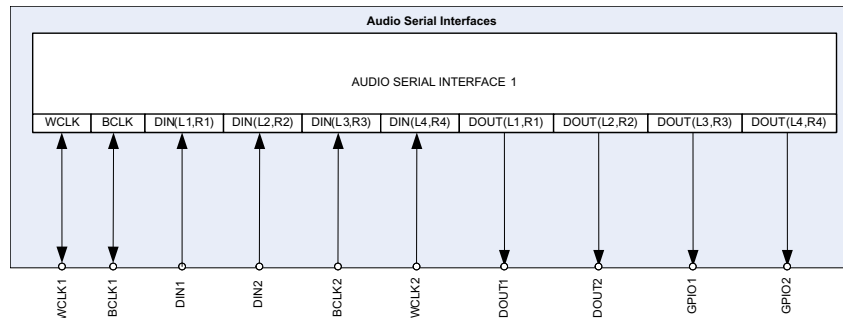 Audio Serial Interfaces
AUDIO SERIAL INTERFACE 1
WCLK BCLK DIN(L1,R1) DIN(L2,R2) DIN(L3,R3) DIN(L4,R4) DOUT(L1,R1) DOUT(L2,R2) DOUT(L3,R3) DOUT(L4,R4)
WCLK1
BCLK1
DIN1
DIN2
BCLK2
WCLK2
DOUT1
DOUT2
GPIO1
GPIO2